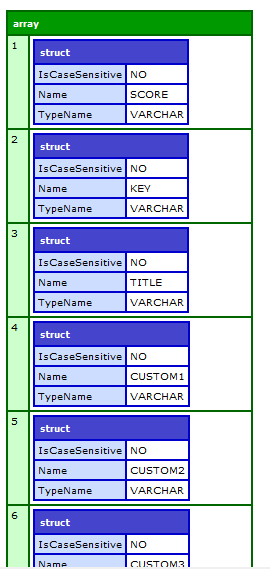 array
1
struct
IsCaseSensitive NO
Name SCORE
TypeName VARCHAR
2
struct
IsCaseSensitive NO
Name KEY
TypeName VARCHAR
3
struct
IsCaseSensitive NO
Name TITLE
TypeName VARCHAR
4
struct
IsCaseSensitive NO
Name CUSTOM1
TypeName VARCHAR
5
struct
IsCaseSensitive NO
Name CUSTOM2
TypeName VARCHAR
6
struct
IsCaseSensitive NO
Name CUSTOM3